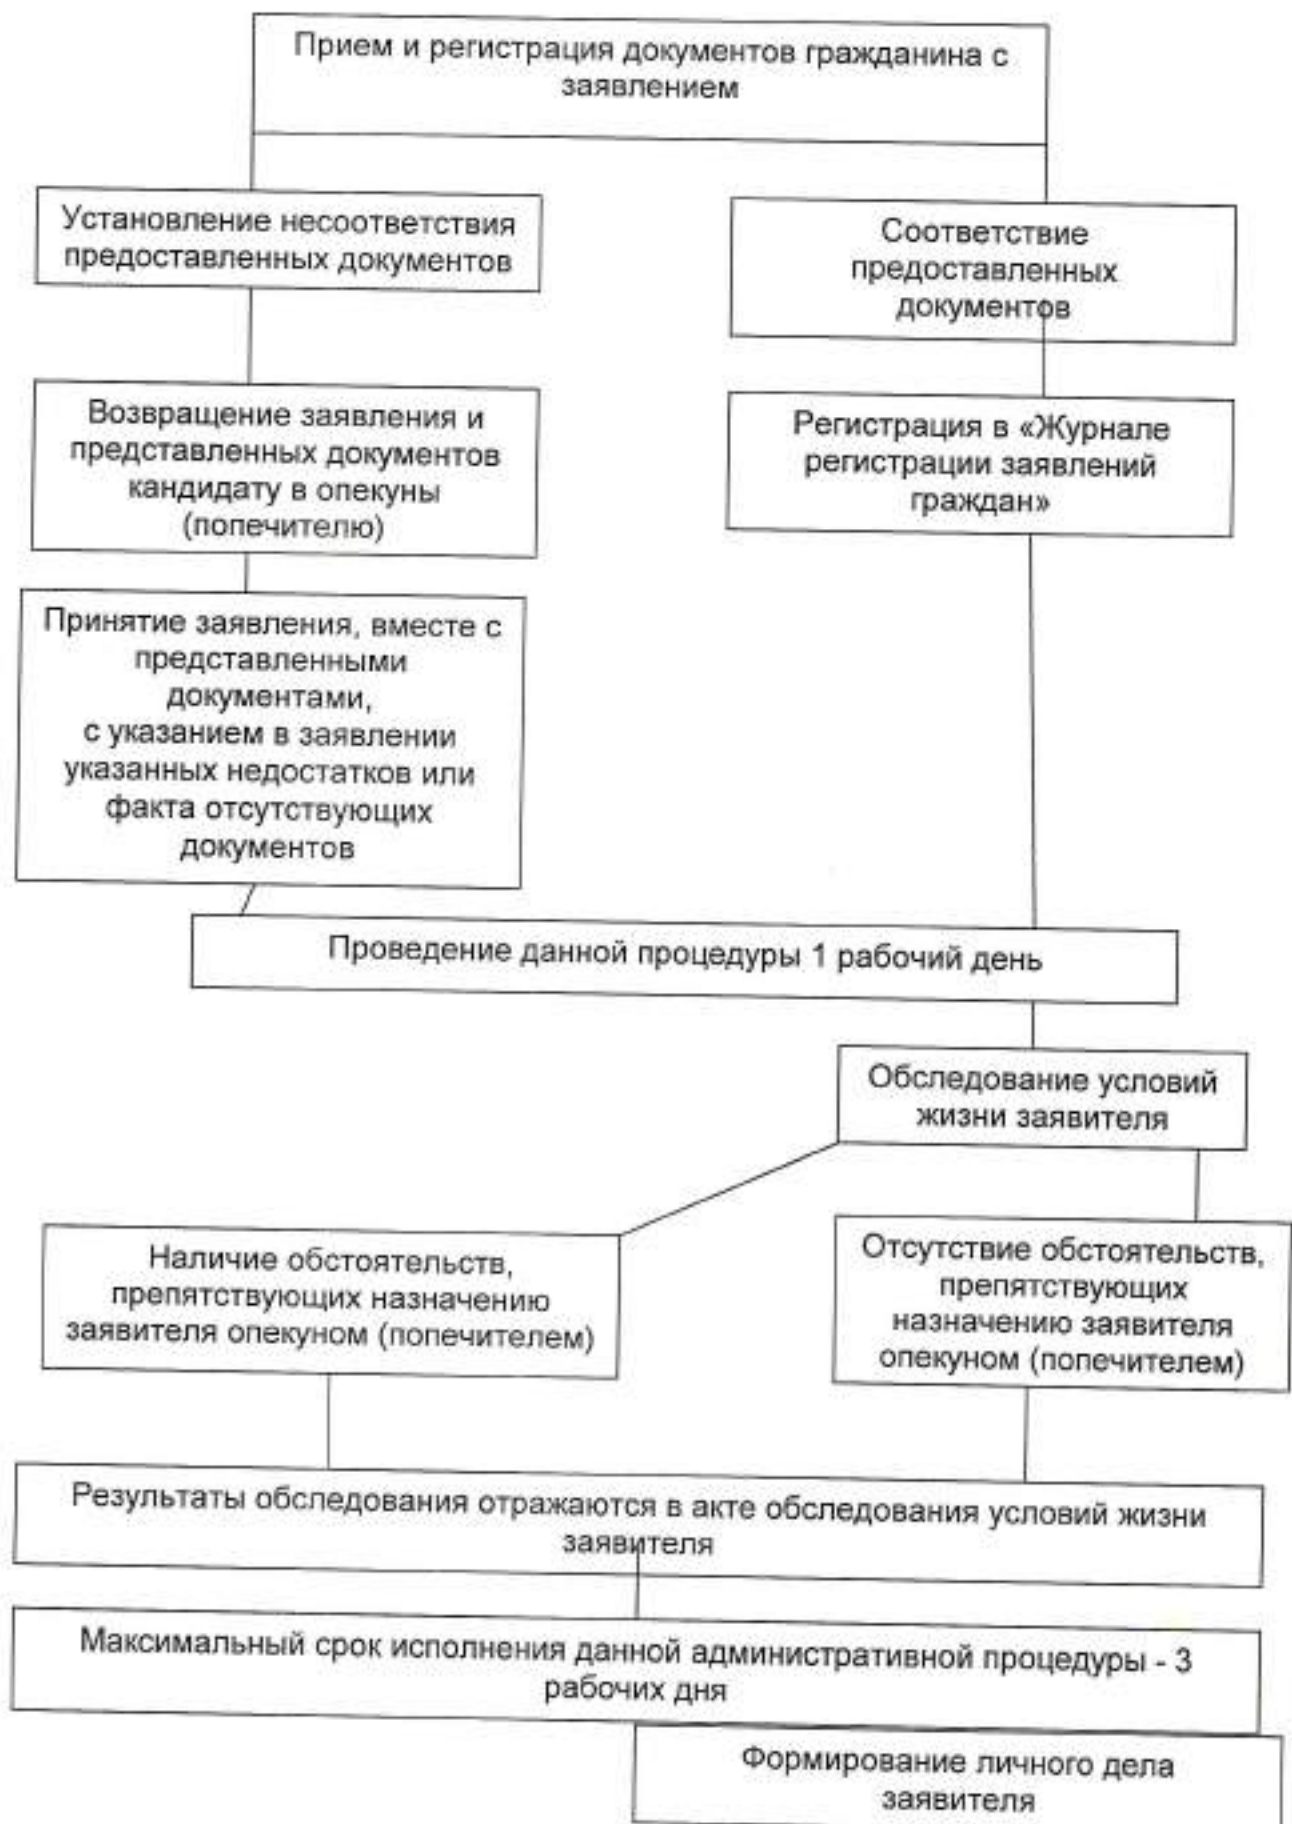 Прием и регистрация документов гражданина с
заявлением
Установление несоответствия
предоставленных документов
Соответствие
предоставленных
документов
Возвращение заявления и
представленных документов
кандидату в опекуны
(попечителю)
Регистрация в «Журнале
регистрации заявлений
граждан»
Принятие заявления, вместе с
представленными
документами,
с указанием в заявлении
указанных недостатков или
факта отсутствующих
документов
Проведение данной процедуры 1 рабочий день
Обследование условий
жизни заявителя
Наличие обстоятельств,
препятствующих назначению
заявителя опекуном (попечителем)
Отсутствие обстоятельств,
препятствующих
назначению заявителя
опекуном (попечителем)
Результаты обследования отражаются в акте обследования условий жизни
заявителя
Максимальный срок исполнения данной административной процедуры - 3
рабочих дня
Формирование личного дела
заявителя